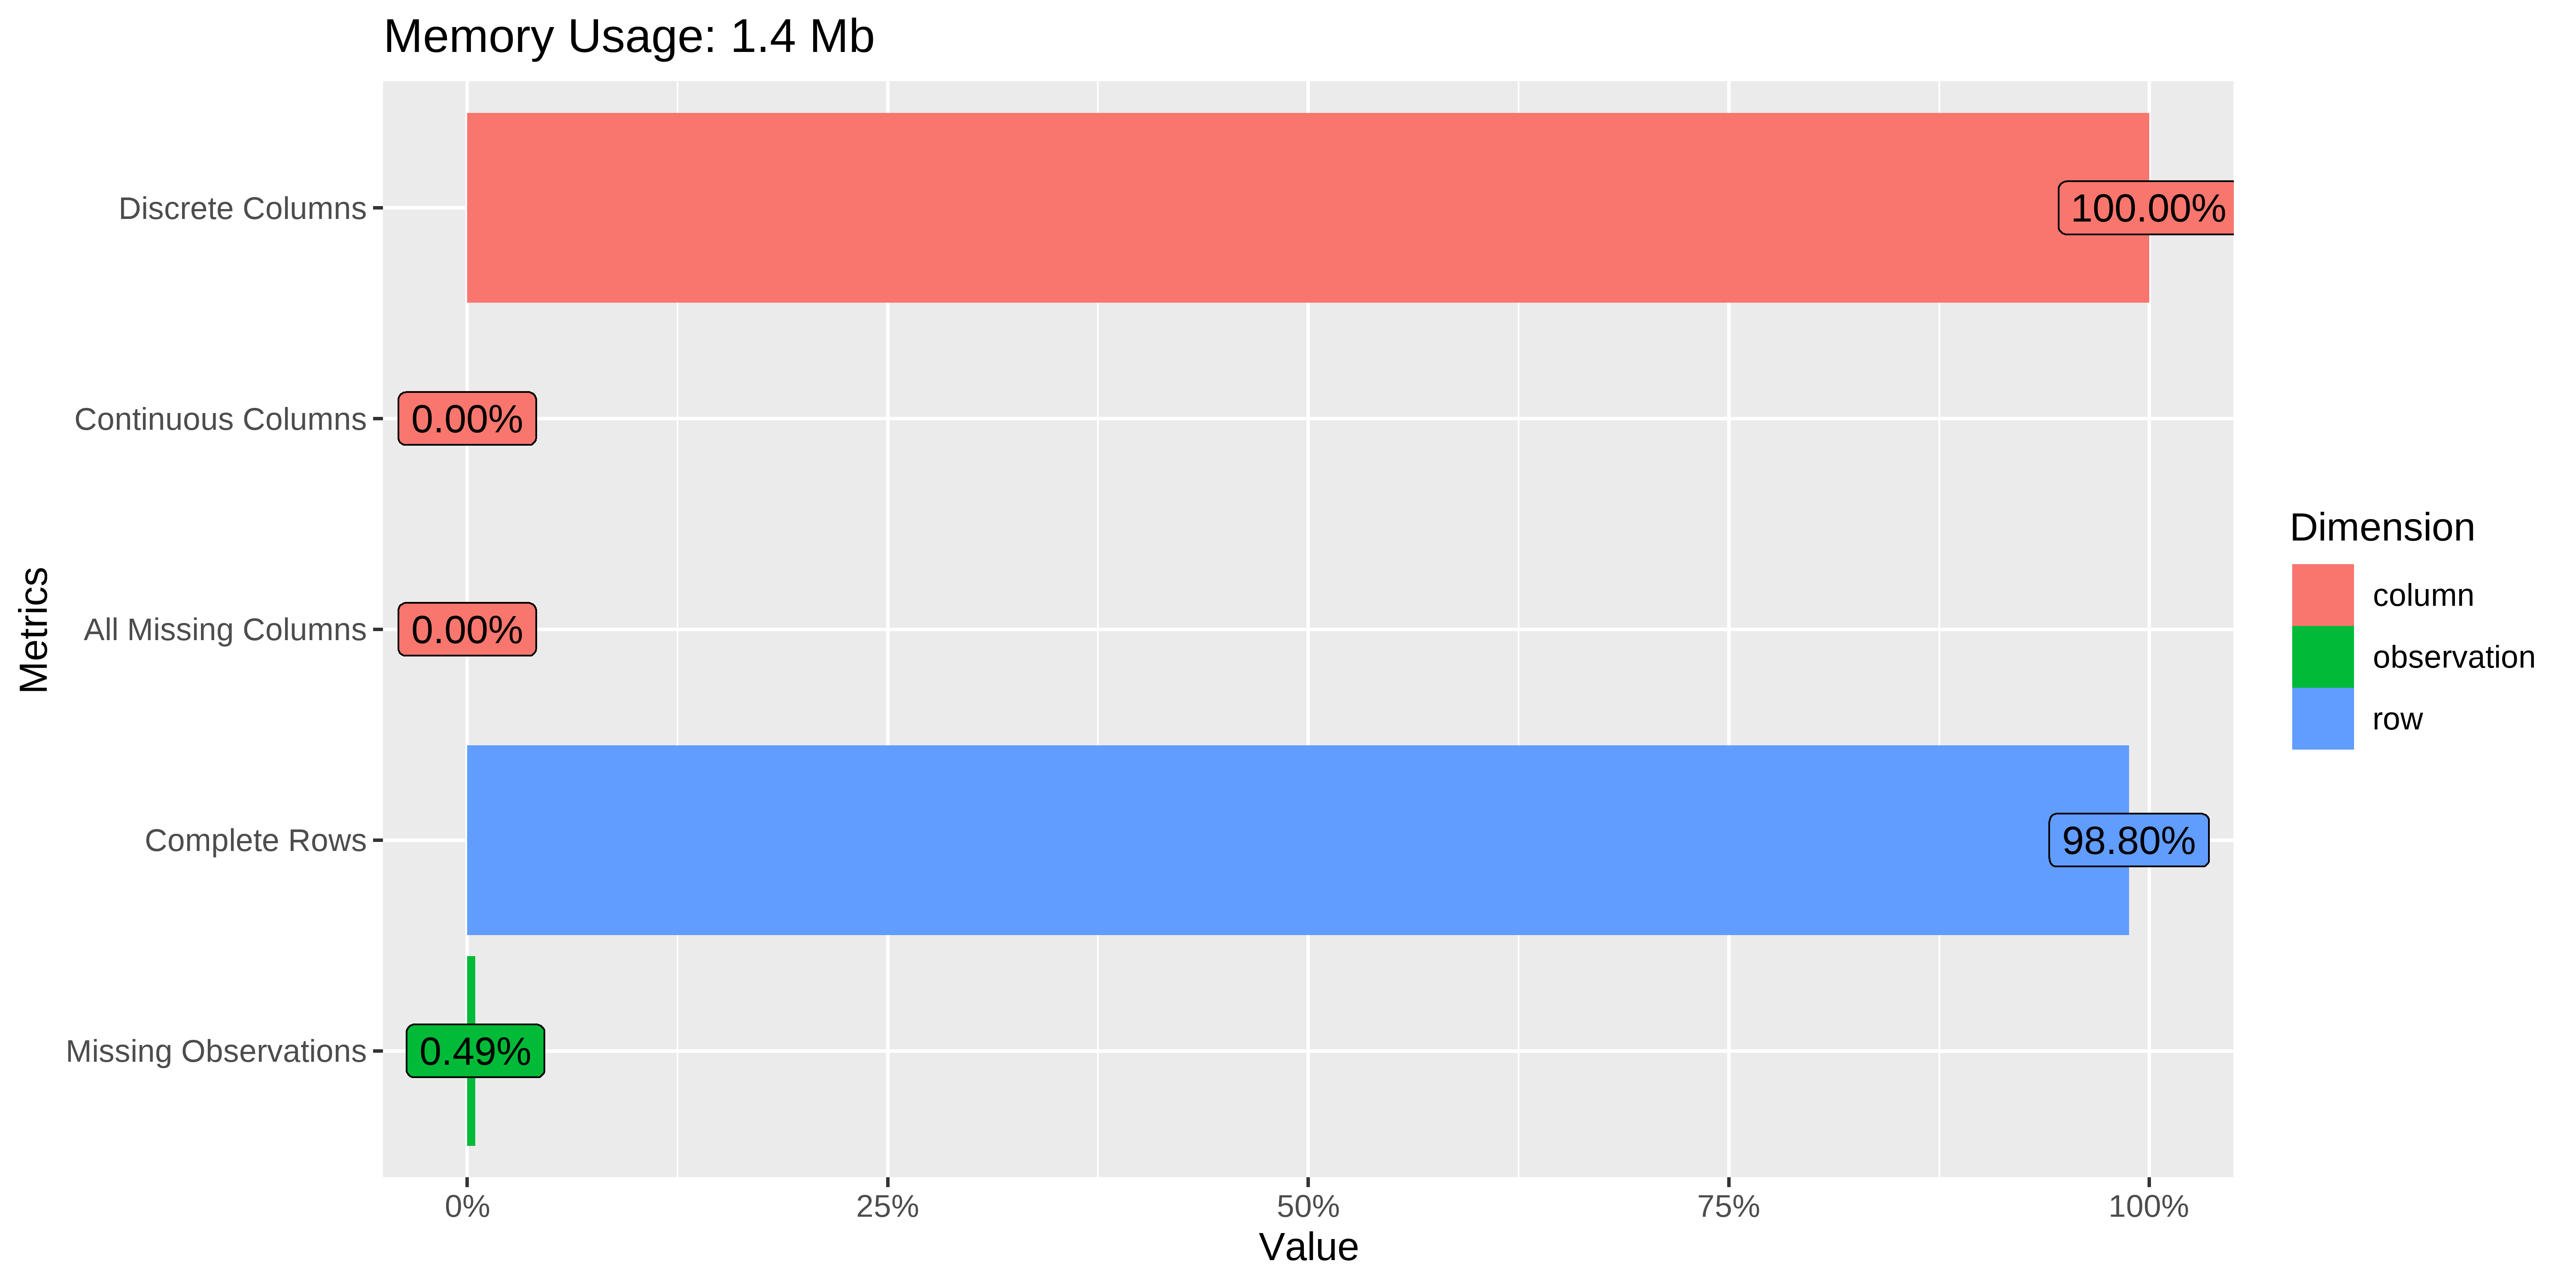 Memory Usage: 1.4 Mb
Metrics
Discrete Columns
100.00%
Continuous Columns
0.00%
All Missing Columns
0.00%
Complete Rows
98.80%
Missing Observations
0.49%
0%
25%
50%
75%
100%
Value
Dimension
column
observation
row